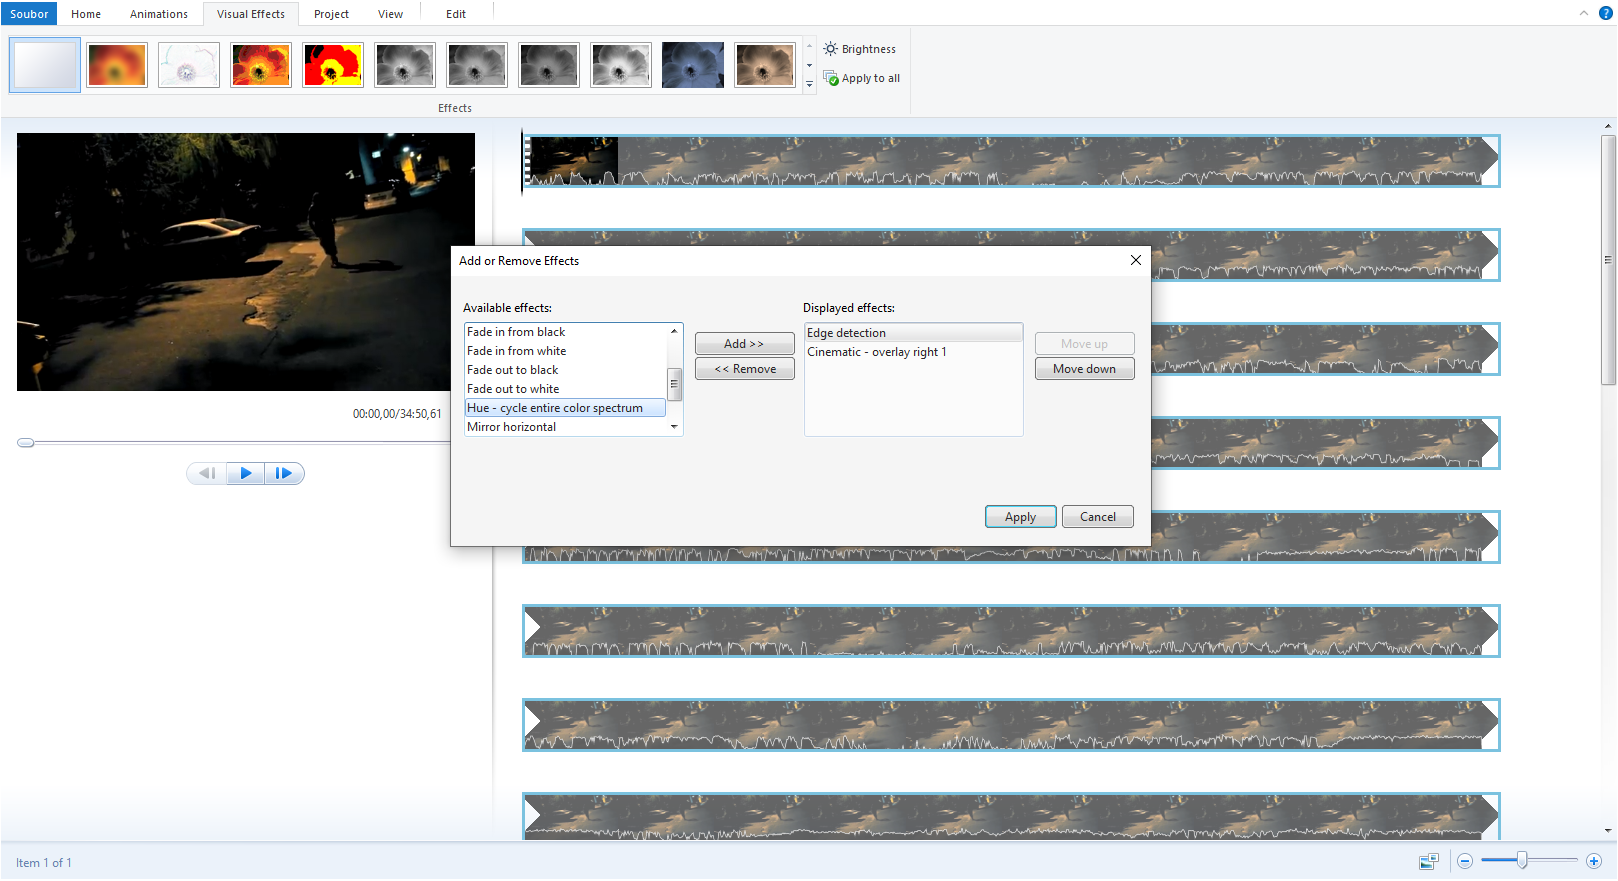 Soubor Home Animations Visual Effects Project View Edit
Brightness
Apply to all
Effects
00:00,00/34:50,61
Add or Remove Effects
Available effects:
Fade in from black
Fade in from white
Fade out to black
Fade out to white
Hue - cycle entire color spectrum
Mirror horizontal
Add >>
<< Remove
Displayed effects:
Edge detection
Cinematic - overlay right 1
Move up
Move down
Apply Cancel
Item 1 of 1